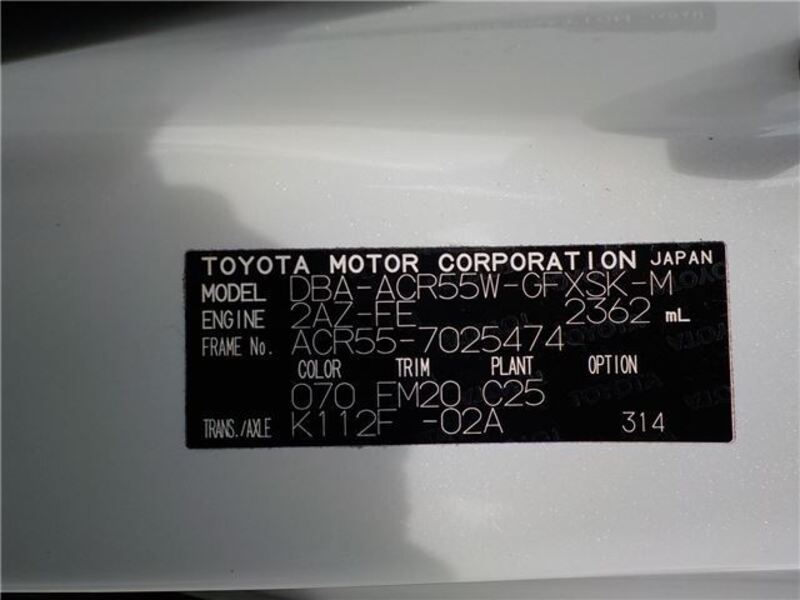 TOYOTA MOTOR CORPORATION JAPAN
MODEL DBA-ACR55W-GFXSK-M
ENGINE 2AZ-FE 2362 mL
FRAME No. ACR55-7025474
COLOR TRIM PLANT OPTION
070 FM20 C25
TRANS./AXLE K112F -02A 314